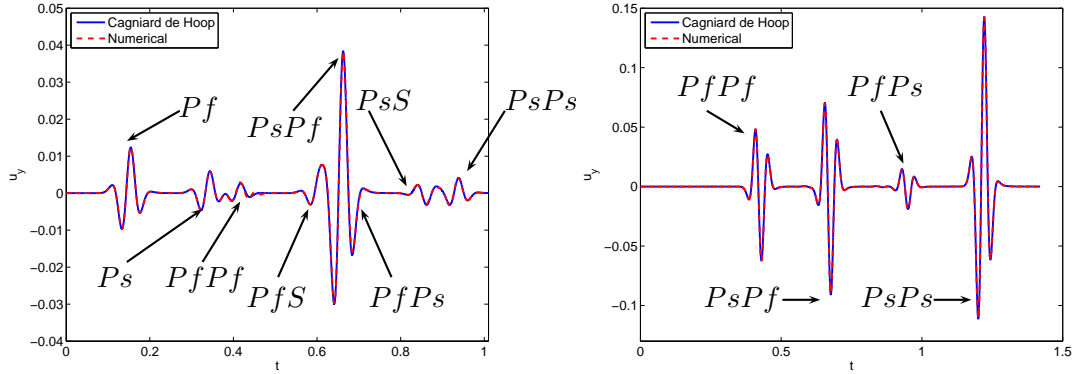 Cagniard de Hoop
Numerical
0.05
0.04
0.03
0.02
0.01
0
−0.01
−0.02
−0.03
−0.04
u_y
0
0.2
0.4
0.6
0.8
1
t
Pf
PsPf
PsS
PsPs
Ps
PfPf
PfS
PfPs
Cagniard de Hoop
Numerical
0.15
0.1
0.05
0
−0.05
−0.1
u_y
0
0.5
1
1.5
t
PfPf
PfPs
PsPf
PsPs